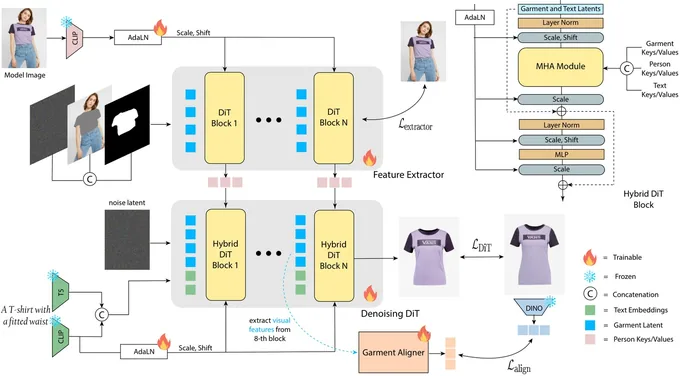 Model Image
CLIP
AdaLN
Scale, Shift
DiT
Block 1
DiT
Block N
ℒextractor
C
Feature Extractor
noise latent
Hybrid
DiT
Block 1
Hybrid
DiT
Block N
Denoising DiT
T5
A T-shirt with
a fitted waist
CLIP
C
AdaLN
Scale, Shift
extract visual
features from
8-th block
Garment Aligner
ℒalign
ℒDiT
DINO
AdaLN
Garment and Text Latents
Layer Norm
Scale, Shift
MHA Module
C
Garment
Keys/Values
Person
Keys/Values
Text
Keys/Values
Scale
Layer Norm
Scale, Shift
MLP
Scale
Hybrid DiT
Block
= Trainable
= Frozen
C = Concatenation
= Text Embeddings
= Garment Latent
= Person Keys/Values